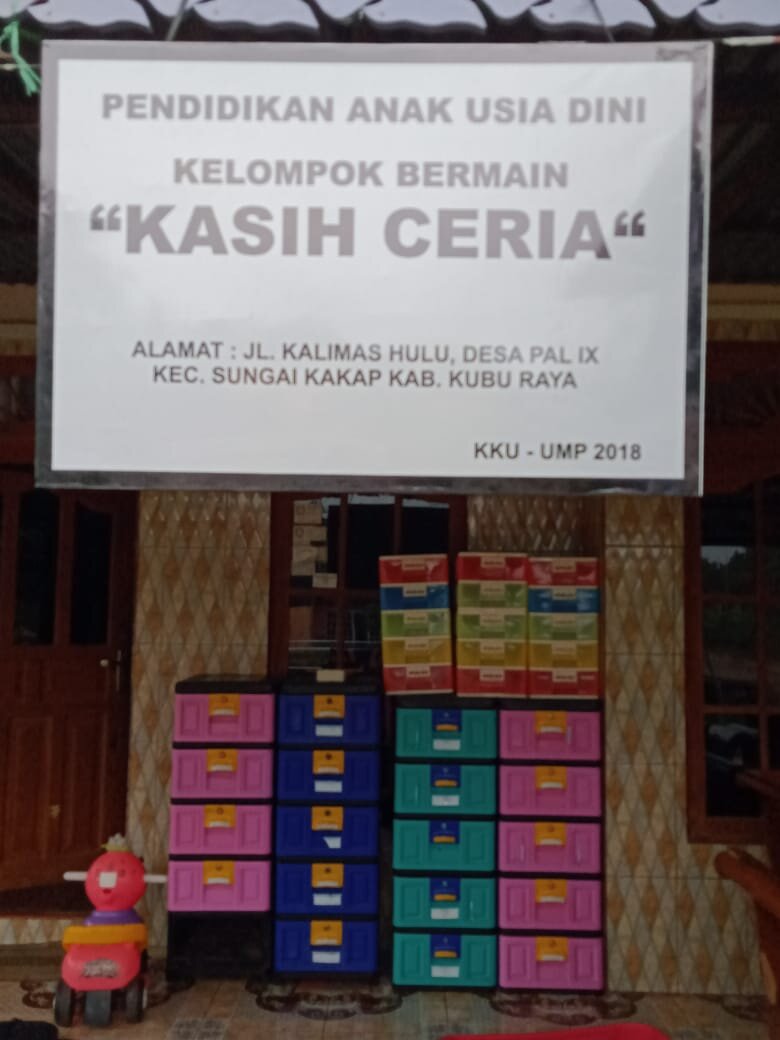 PENDIDIKAN ANAK USIA DINI
KELOMPOK BERMAIN
“KASIH CERIA“
ALAMAT : JL. KALIMAS HULU, DESA PAL IX
KEC. SUNGAI KAKAP KAB. KUBU RAYA
KKU - UMP 2018